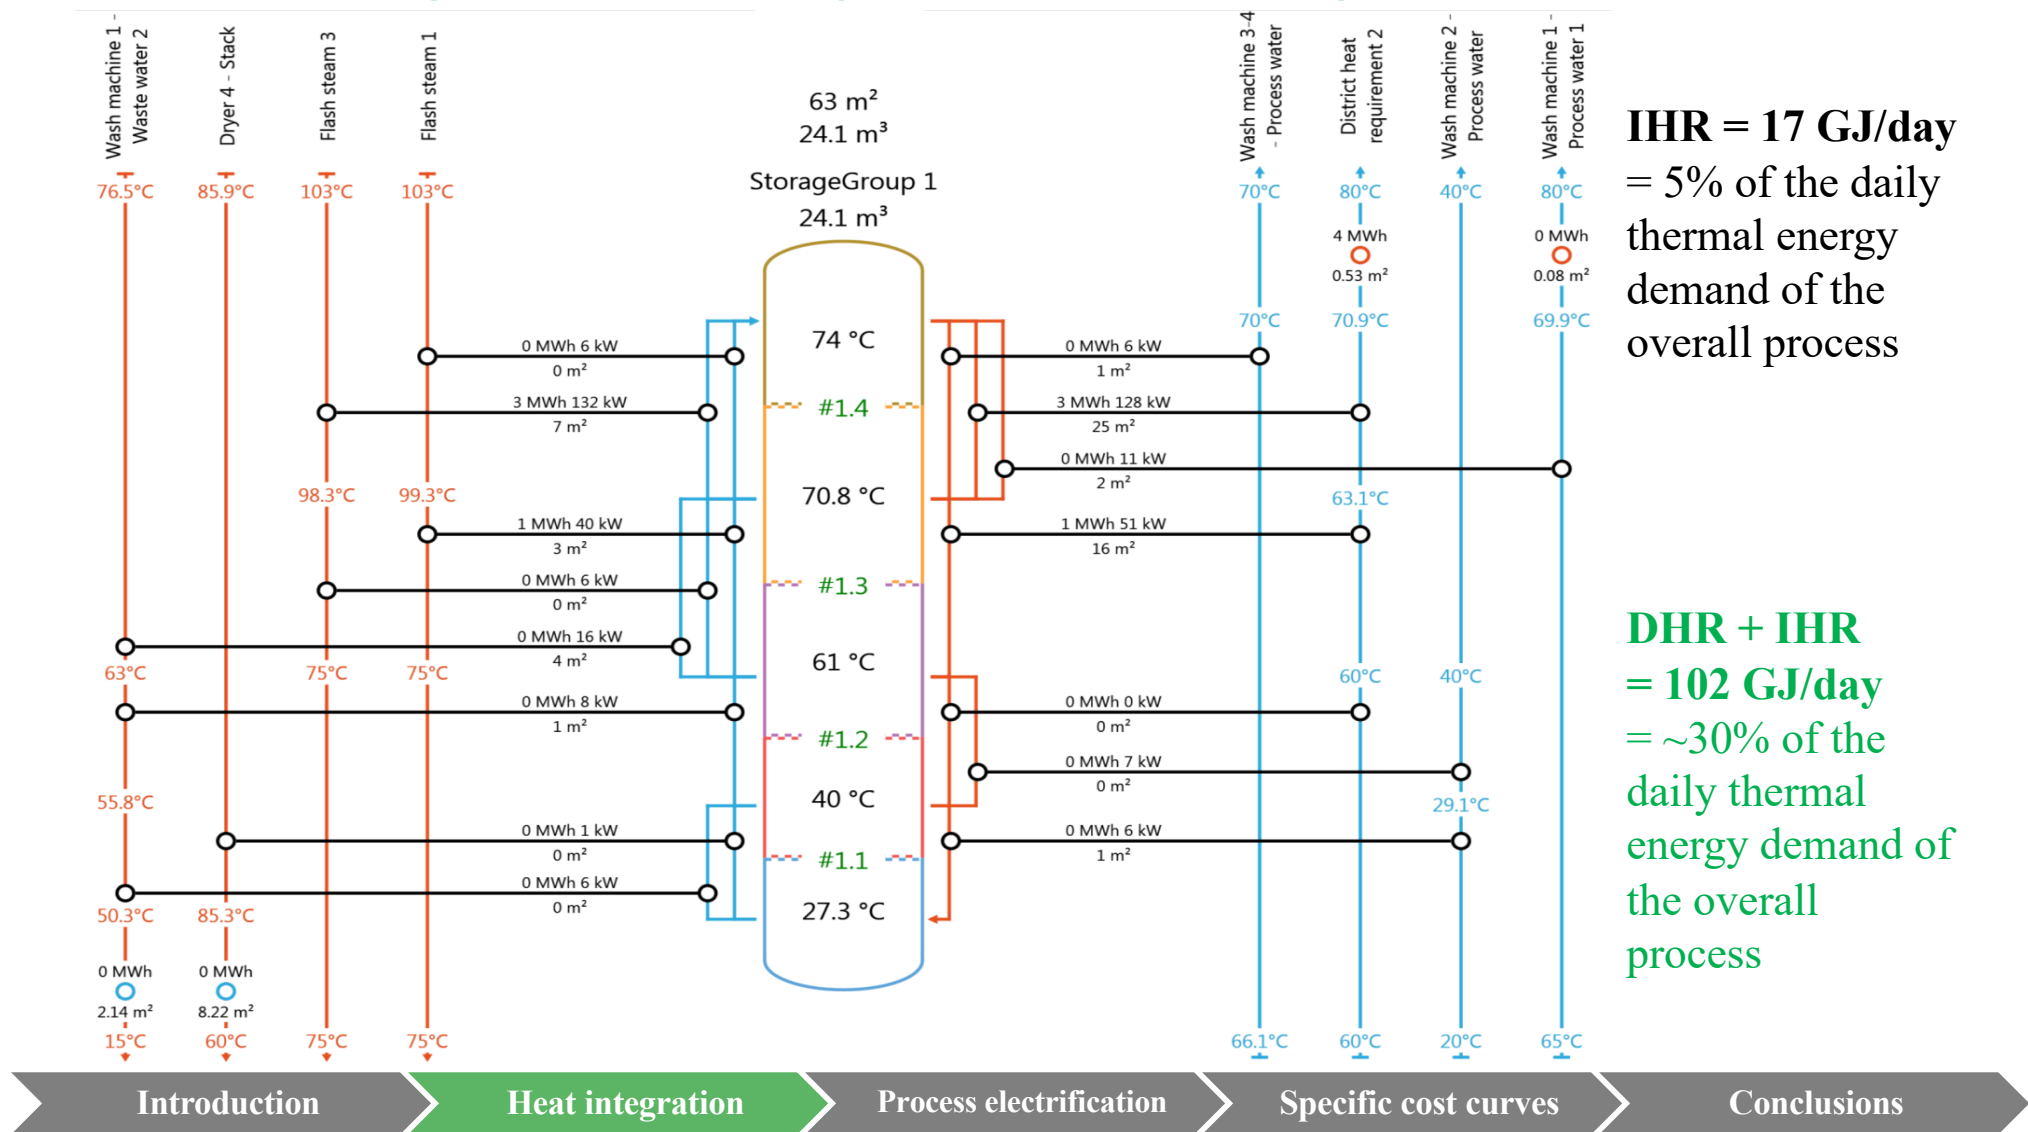 Wash machine 1 -
Waste water 2
Dryer 4 - Stack
Flash steam 3
Flash steam 1
63 m²
24.1 m³
StorageGroup 1
24.1 m³
Wash machine 3-4
- Process water
District heat
requirement 2
Wash machine 2 -
Process water
Wash machine 1 -
Process water 1
76.5°C
85.9°C
103°C
103°C
70°C
80°C
40°C
80°C
4 MWh
0.53 m²
0 MWh
0.08 m²
70°C
70.9°C
69.9°C
0 MWh 6 kW
0 m²
3 MWh 132 kW
7 m²
98.3°C
99.3°C
1 MWh 40 kW
3 m²
0 MWh 6 kW
0 m²
0 MWh 16 kW
4 m²
63°C
75°C
75°C
0 MWh 8 kW
1 m²
55.8°C
0 MWh 1 kW
0 m²
0 MWh 6 kW
0 m²
50.3°C
85.3°C
0 MWh
2.14 m²
0 MWh
8.22 m²
15°C
60°C
75°C
75°C
74 °C
#1.4
70.8 °C
#1.3
61 °C
#1.2
40 °C
#1.1
27.3 °C
0 MWh 6 kW
1 m²
3 MWh 128 kW
25 m²
0 MWh 11 kW
2 m²
63.1°C
1 MWh 51 kW
16 m²
60°C
40°C
0 MWh 0 kW
0 m²
0 MWh 7 kW
0 m²
29.1°C
0 MWh 6 kW
1 m²
66.1°C
60°C
20°C
65°C
IHR = 17 GJ/day
= 5% of the daily
thermal energy
demand of the
overall process
DHR + IHR
= 102 GJ/day
= ~30% of the
daily thermal
energy demand of
the overall
process
Introduction
Heat integration
Process electrification
Specific cost curves
Conclusions